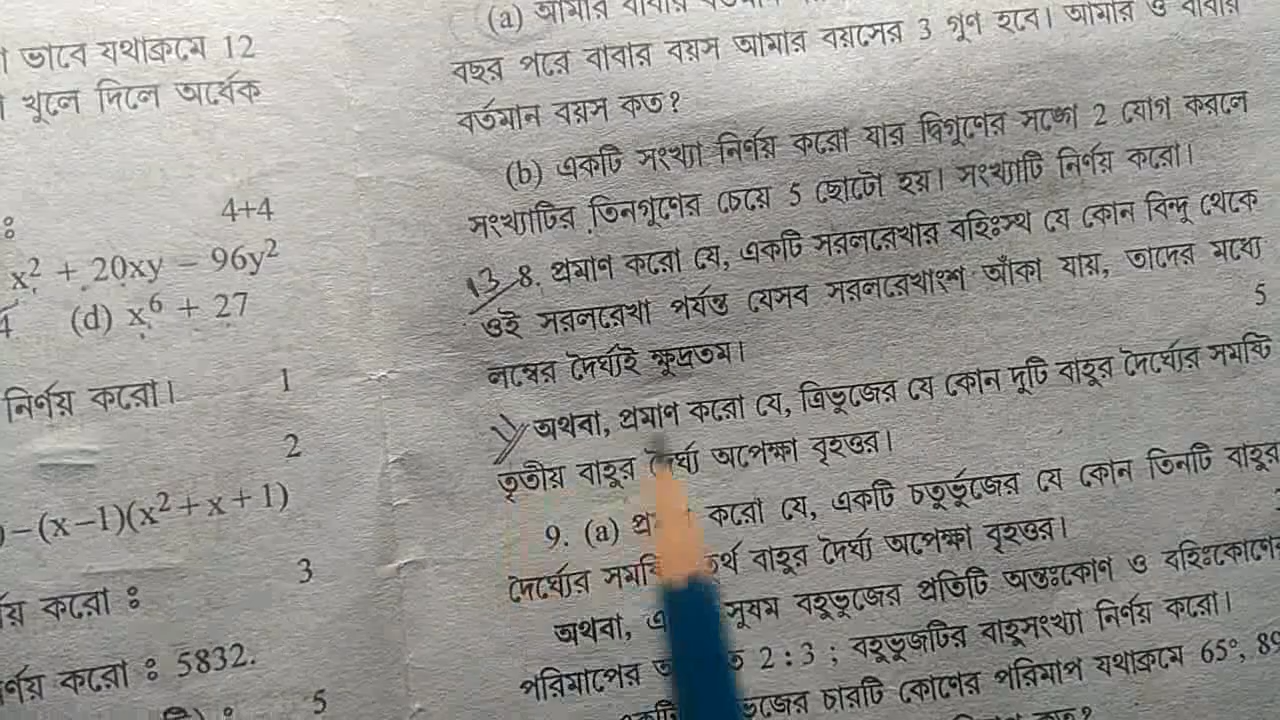 ভাবে যথাক্রমে 12
খুলে দিলে অর্ধেক
4+4
x² + 20xy − 96y²
(d) x⁶ + 27
নির্ণয় করো। 1
2
−(x−1)(x²+x+1)
3
করো :
করো : 5832.
5
(a) আমার বাবার
বছর পরে বাবার বয়স আমার বয়সের 3 গুণ হবে। আমার ও বাবার
বর্তমান বয়স কত?
(b) একটি সংখ্যা নির্ণয় করো যার দ্বিগুণের সঙ্গে 2 যোগ করলে
সংখ্যাটির তিনগুণের চেয়ে 5 ছোটো হয়। সংখ্যাটি নির্ণয় করো।
8. প্রমাণ করো যে, একটি সরলরেখার বহিঃস্থ যে কোন বিন্দু থেকে
ওই সরলরেখা পর্যন্ত যেসব সরলরেখাংশ আঁকা যায়, তাদের মধ্যে
লম্বের দৈর্ঘ্যই ক্ষুদ্রতম। 5
অথবা, প্রমাণ করো যে, ত্রিভুজের যে কোন দুটি বাহুর দৈর্ঘ্যের সমষ্টি
তৃতীয় বাহুর দৈর্ঘ্য অপেক্ষা বৃহত্তর।
9. (a) করো যে, একটি চতুর্ভুজের যে কোন তিনটি বাহুর
দৈর্ঘ্যের বাহুর দৈর্ঘ্য অপেক্ষা বৃহত্তর।
অথবা, সুষম বহুভুজের প্রতিটি অন্তঃকোণ ও বহিঃকোণের
পরিমাপের 2 : 3 ; বহুভুজটির বাহুসংখ্যা নির্ণয় করো।
চারটি কোণের পরিমাপ যথাক্রমে 65°,